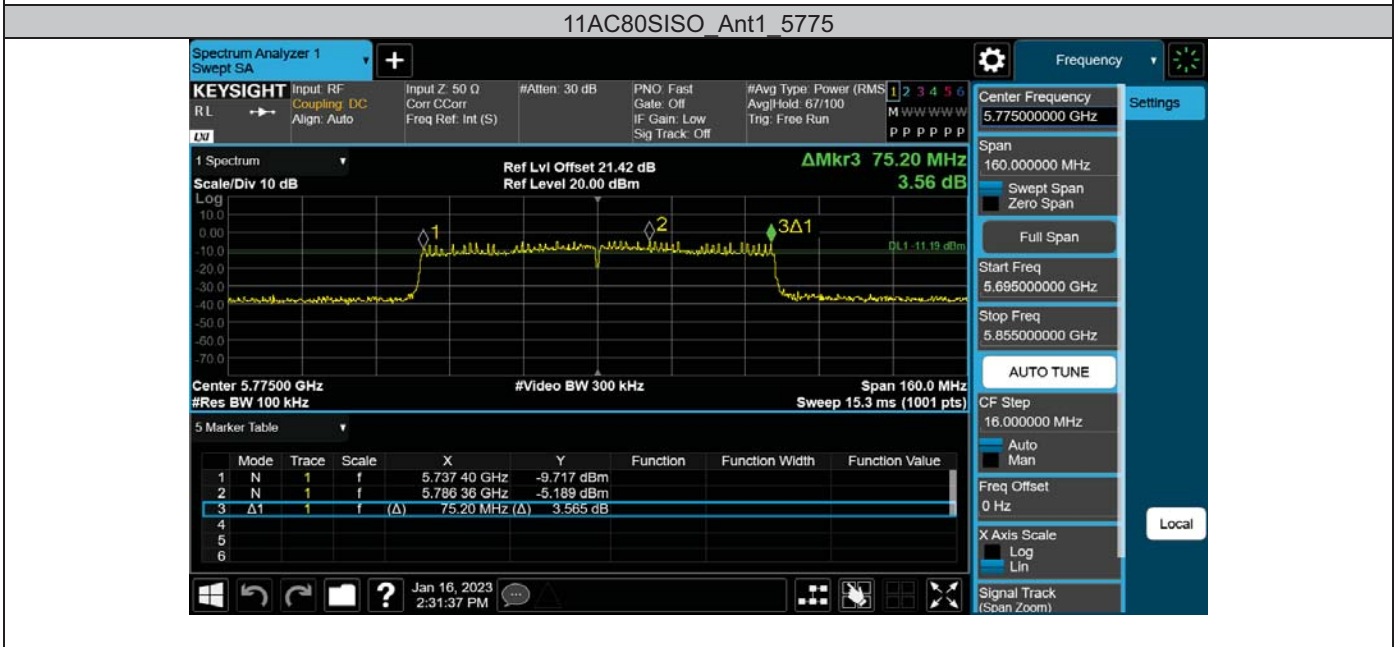 11AC80SISO_Ant1_5775
Spectrum Analyzer 1
Swept SA
+
Frequency
KEYSIGHT
RL
LXI
Input: RF
Coupling: DC
Align: Auto
Input Z: 50 Ω
Corr CCorr
Freq Ref: Int (S)
#Atten: 30 dB
PNO: Fast
Gate: Off
IF Gain: Low
Sig Track: Off
#Avg Type: Power (RMS
Avg|Hold: 67/100
Trig: Free Run
1 2 3 4 5 6
M W W W W W
P P P P P P
1 Spectrum
Scale/Div 10 dB
Ref Lvl Offset 21.42 dB
Ref Level 20.00 dBm
ΔMkr3 75.20 MHz
3.56 dB
Log
10.0
0.00
-10.0
-20.0
-30.0
-40.0
-50.0
-60.0
-70.0
1
2
3Δ1
DL1 -11.19 dBm
Center 5.77500 GHz
#Res BW 100 kHz
#Video BW 300 kHz
Span 160.0 MHz
Sweep 15.3 ms (1001 pts)
5 Marker Table
Mode Trace Scale X Y Function Function Width Function Value
1 N 1 f 5.737 40 GHz -9.717 dBm
2 N 1 f 5.786 36 GHz -5.189 dBm
3 Δ1 1 f (Δ) 75.20 MHz (Δ) 3.565 dB
4
5
6
?
Jan 16, 2023
2:31:37 PM
Center Frequency
5.775000000 GHz
Settings
Span
160.000000 MHz
Swept Span
Zero Span
Full Span
Start Freq
5.695000000 GHz
Stop Freq
5.855000000 GHz
AUTO TUNE
CF Step
16.000000 MHz
Auto
Man
Freq Offset
0 Hz
Local
X Axis Scale
Log
Lin
Signal Track
(Span Zoom)